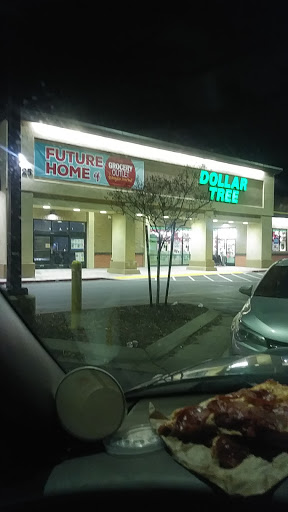 FUTURE
HOME of
GROCERY
OUTLET
DOLLAR
TREE